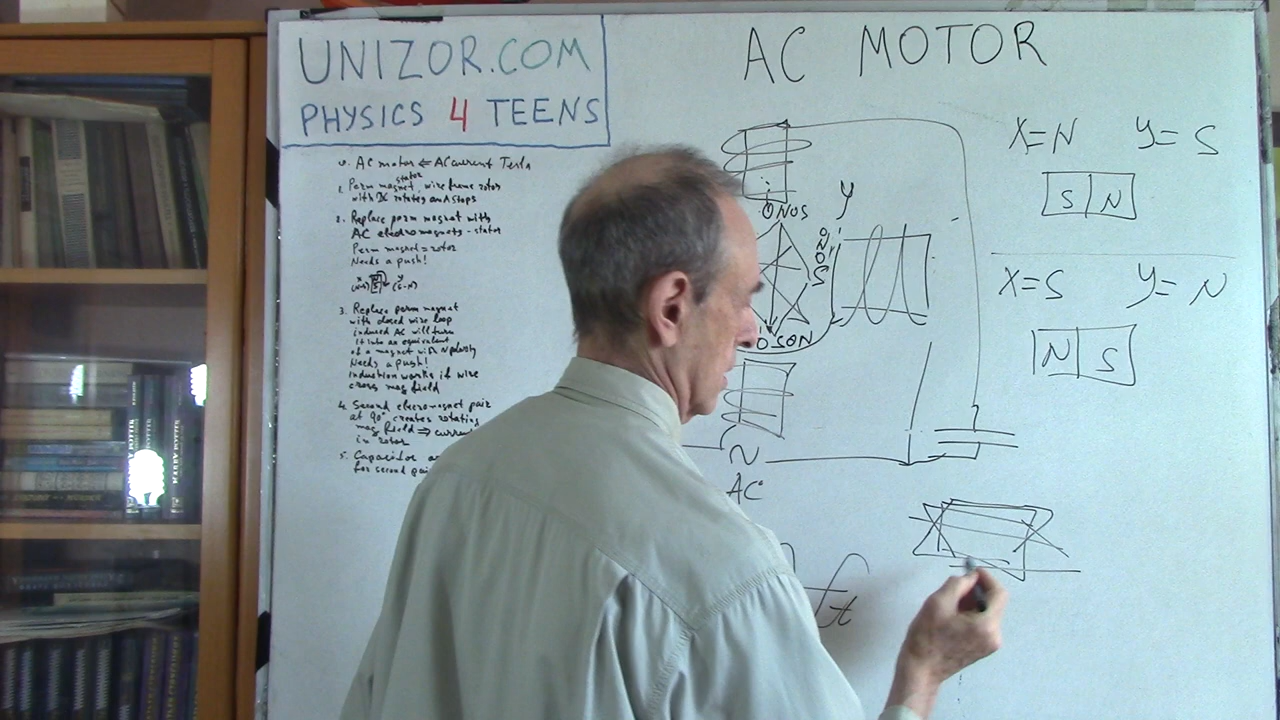 UNIZOR.COM
PHYSICS 4 TEENS
AC MOTOR
0. AC motor ⇐ AC current Tesla
stator
1. Perm magnet, wire frame rotor
with DC rotates and stops
2. Replace perm magnet with
AC electromagnets - stator
Perm magnet = rotor
Needs a push!
3. Replace perm magnet
with closed wire loop
induced AC will turn
it into an equivalent
of a magnet with N polarity
Needs a push!
Induction works if wire
cross mag field
4. Second electromagnet pair
at 90° creates rotating
mag field ⇒ current
in rotor
5. Capacitor
for second pair
X=N Y=S
S N
X=S Y=N
N S
ONOS
Y
ONOS
OSON
~
AC